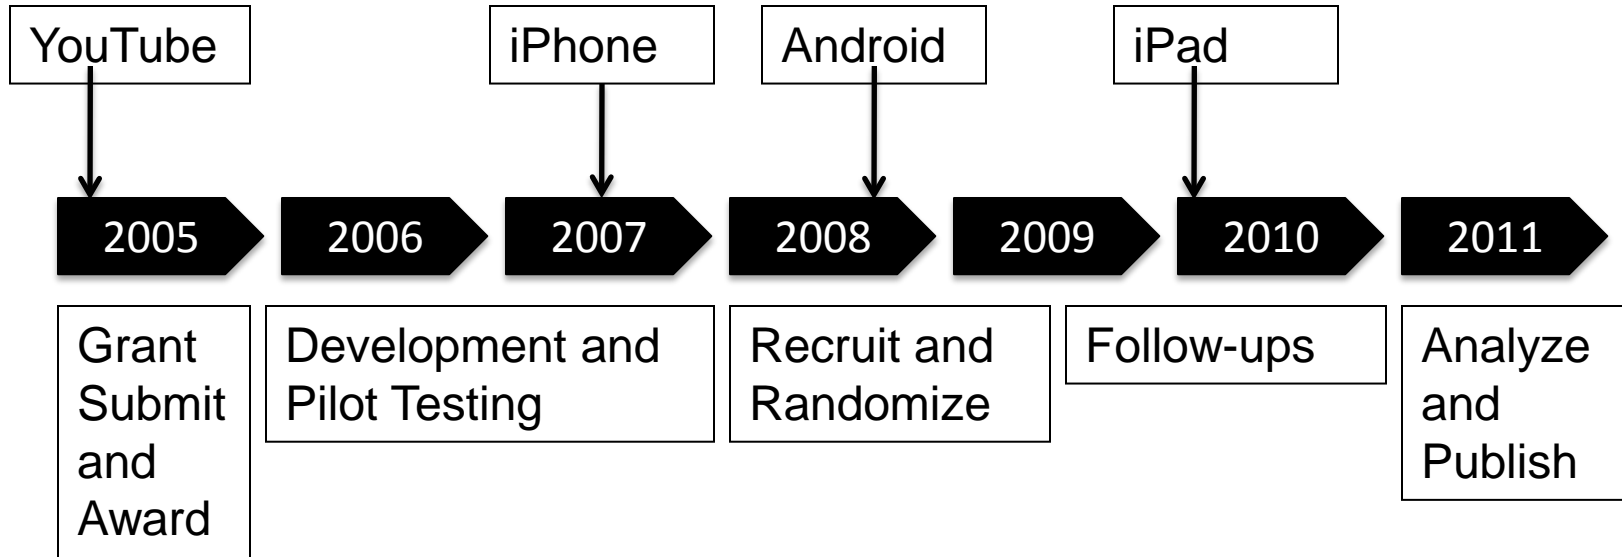 YouTube
iPhone
Android
iPad
2005
2006
2007
2008
2009
2010
2011
Grant
Submit
and
Award
Development and
Pilot Testing
Recruit and
Randomize
Follow-ups
Analyze
and
Publish